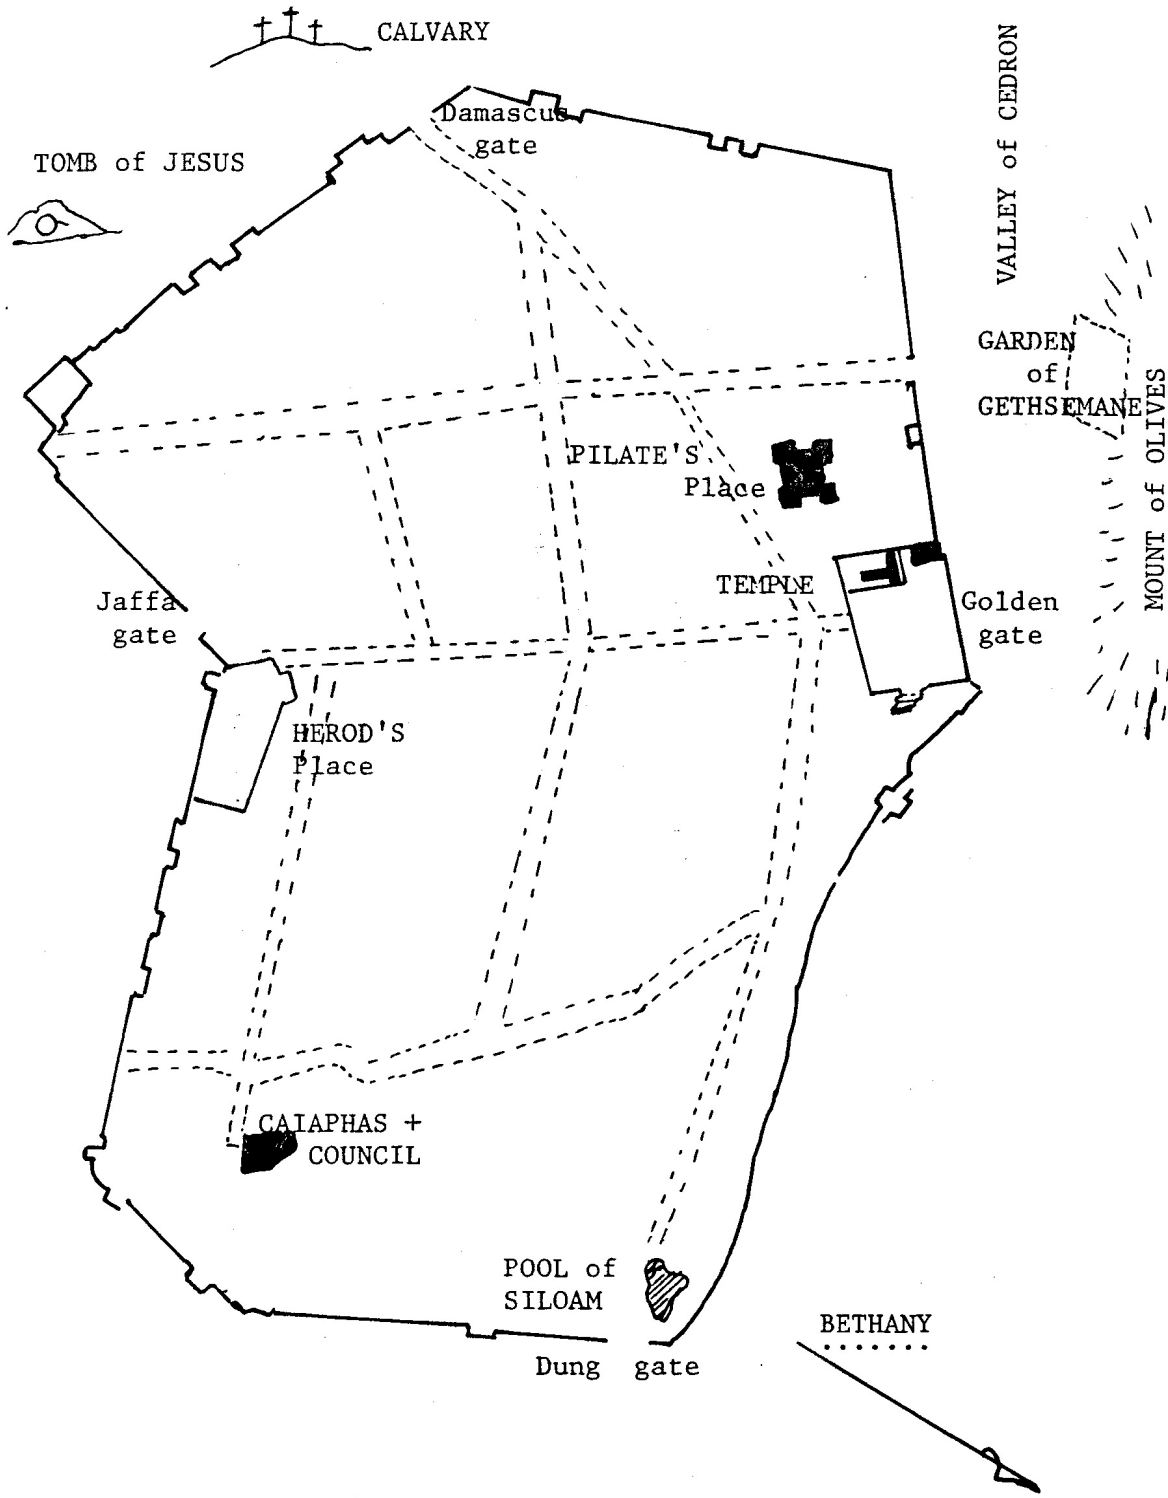 CALVARY
VALLEY of CEDRON
Damascus
gate
TOMB of JESUS
GARDEN
of
GETHSEMANE
MOUNT of OLIVES
PILATE'S
Place
TEMPLE
Jaffa
gate
Golden
gate
HEROD'S
Place
CAIAPHAS +
COUNCIL
POOL of
SILOAM
BETHANY
Dung gate